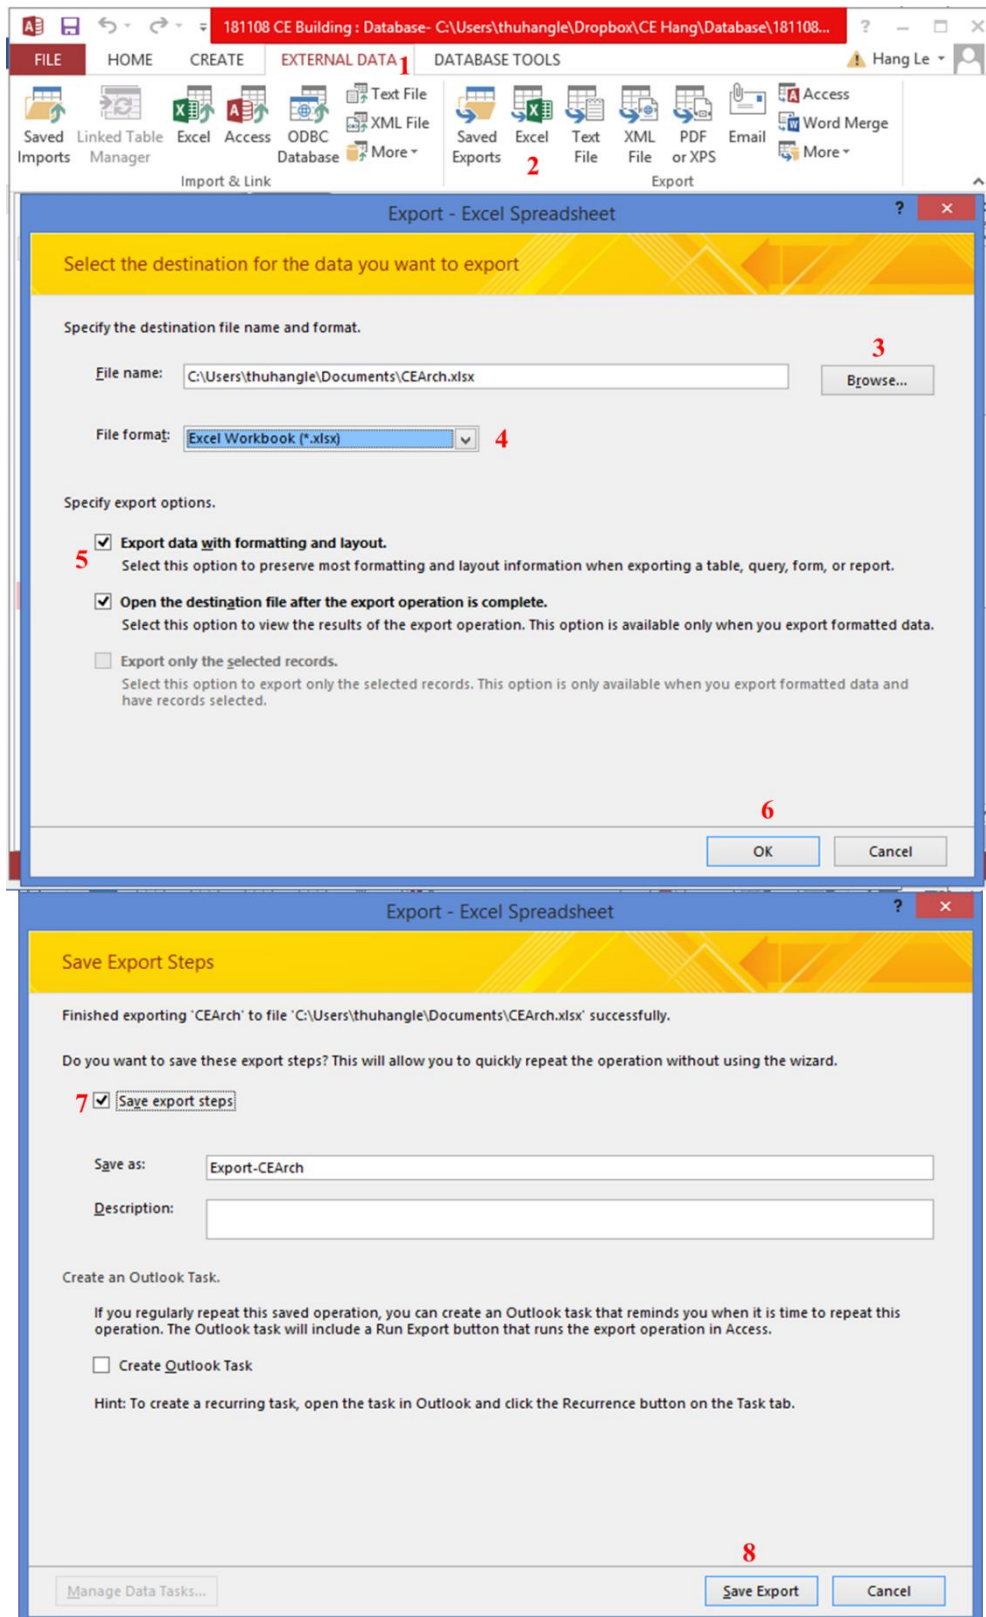 181108 CE Building : Database- C:\Users\thuhangle\Dropbox\CE Hang\Database\181108... ?
FILE HOME CREATE EXTERNAL DATA 1 DATABASE TOOLS Hang Le
Saved Imports
Linked Table Manager
Excel
Access
ODBC Database
Text File
XML File
More
Import & Link
Saved Exports
Excel
2
Text File
XML File
PDF or XPS
Email
Access
Word Merge
More
Export
Export - Excel Spreadsheet ?
Select the destination for the data you want to export
Specify the destination file name and format.
3
File name: C:\Users\thuhangle\Documents\CEArch.xlsx Browse...
File format: Excel Workbook (*.xlsx) 4
Specify export options.
5 Export data with formatting and layout.
Select this option to preserve most formatting and layout information when exporting a table, query, form, or report.
Open the destination file after the export operation is complete.
Select this option to view the results of the export operation. This option is available only when you export formatted data.
Export only the selected records.
Select this option to export only the selected records. This option is only available when you export formatted data and
have records selected.
6
OK Cancel
Export - Excel Spreadsheet ?
Save Export Steps
Finished exporting 'CEArch' to file 'C:\Users\thuhangle\Documents\CEArch.xlsx' successfully.
Do you want to save these export steps? This will allow you to quickly repeat the operation without using the wizard.
7 Save export steps
Save as: Export-CEArch
Description:
Create an Outlook Task.
If you regularly repeat this saved operation, you can create an Outlook task that reminds you when it is time to repeat this
operation. The Outlook task will include a Run Export button that runs the export operation in Access.
Create Outlook Task
Hint: To create a recurring task, open the task in Outlook and click the Recurrence button on the Task tab.
8
Manage Data Tasks... Save Export Cancel